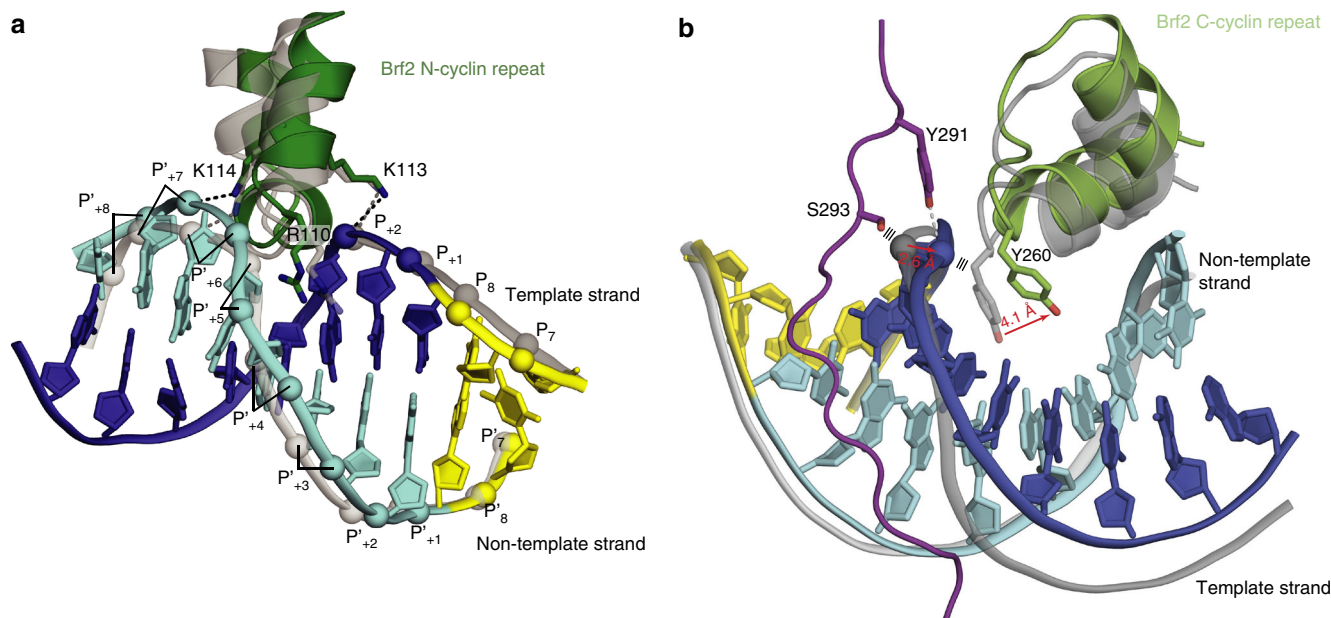 a
Brf2 N-cyclin repeat
K114
K113
P'+7
P'+8
R110
P+2
P+1
P'
+6
P8
Template strand
P'+5
P7
P'+4
P'7
P'+3
P'8
P'+2
P'+1
Non-template strand
b
Brf2 C-cyclin repeat
Y291
S293
2.6 Å
Y260
Non-template
strand
4.1 Å
Template strand